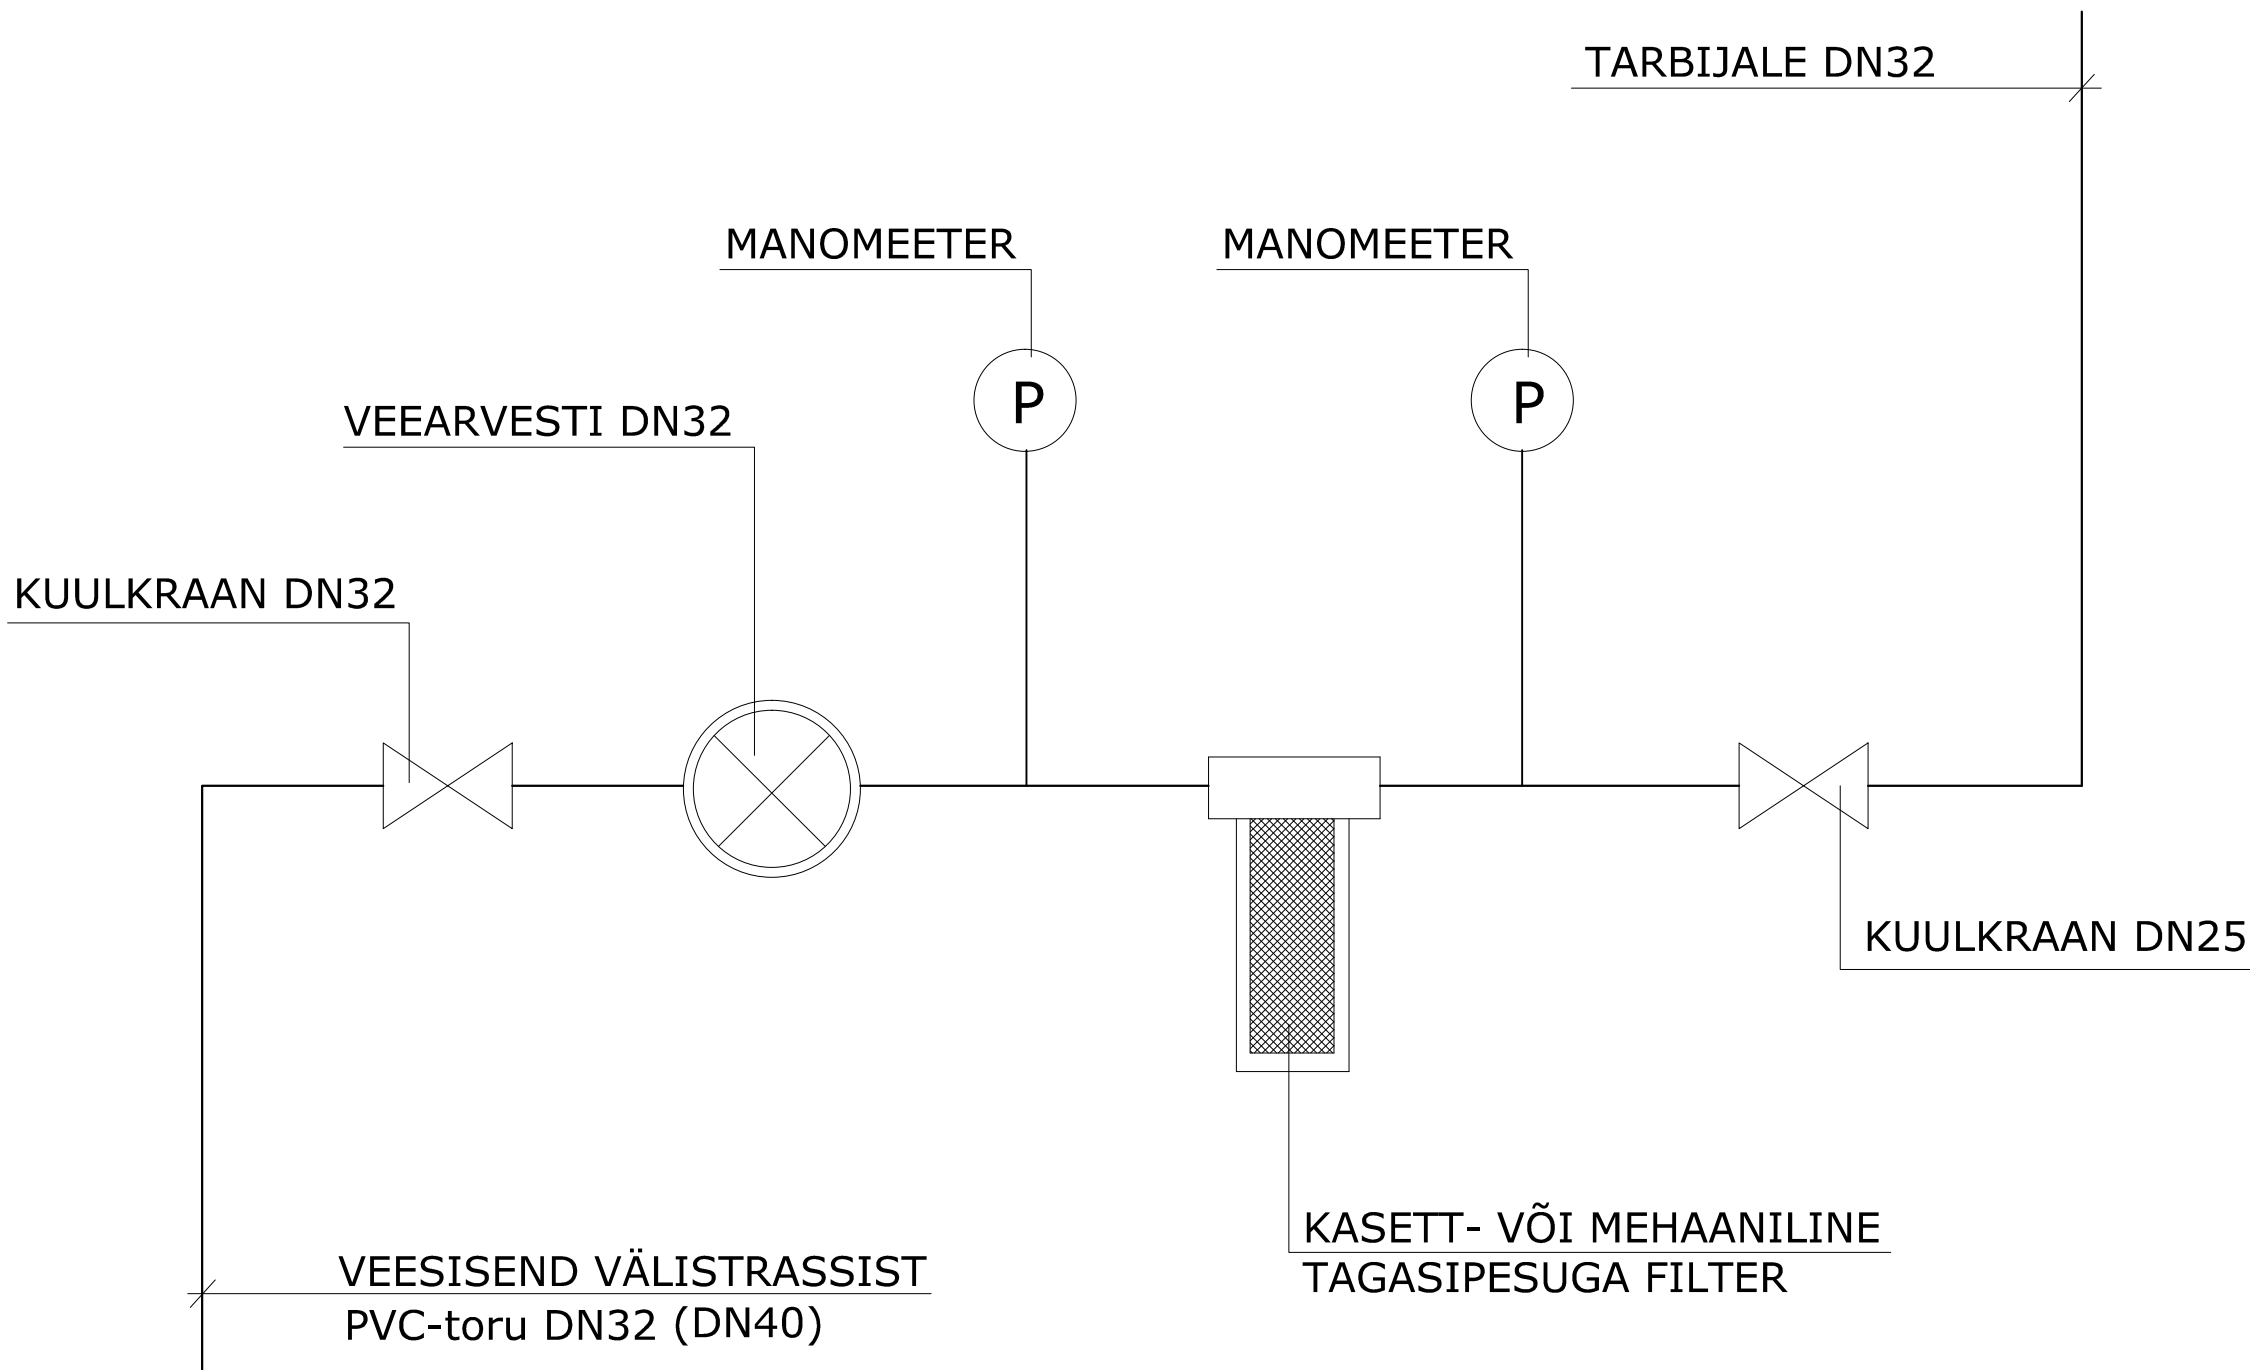 TARBIJALE DN32
MANOMEETER
MANOMEETER
P
P
VEEARVESTI DN32
KUULKRAAN DN32
KUULKRAAN DN25
KASETT- VÕI MEHAANILINE
TAGASIPESUGA FILTER
VEESISEND VÄLISTRASSIST
PVC-toru DN32 (DN40)